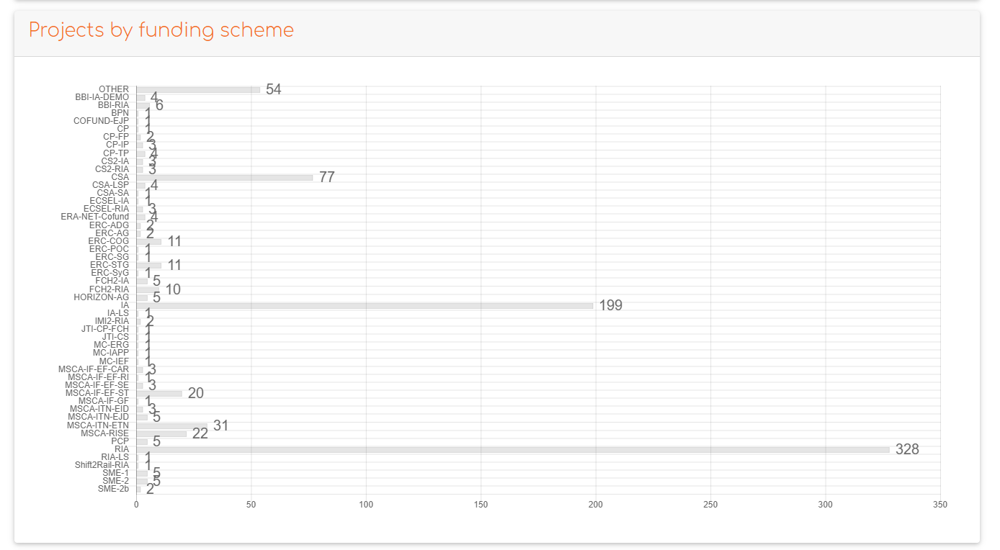 Projects by funding scheme
OTHER 54
BBI-IA-DEMO 4
BBI-RIA 6
BPN 1
COFUND-EJP 1
CP 1
CP-FP 2
CP-IP 3
CP-TP 4
CS2-IA 3
CS2-RIA 3
CSA 77
CSA-LSP 4
CSA-SA 1
ECSEL-IA 1
ECSEL-RIA 3
ERA-NET-Cofund 4
ERC-ADG 2
ERC-AG 2
ERC-COG 11
ERC-POC 1
ERC-SG 1
ERC-STG 11
ERC-SyG 1
FCH2-IA 5
FCH2-RIA 10
HORIZON-AG 5
IA 199
IA-LS 1
IMI2-RIA 2
JTI-CP-FCH 1
JTI-CS 1
MC-ERG 1
MC-IAPP 1
MC-IEF 1
MSCA-IF-EF-CAR 3
MSCA-IF-EF-RI 1
MSCA-IF-EF-SE 3
MSCA-IF-EF-ST 20
MSCA-IF-GF 1
MSCA-ITN-EID 3
MSCA-ITN-EJD 5
MSCA-ITN-ETN 31
MSCA-RISE 22
PCP 5
RIA 328
RIA-LS 1
Shift2Rail-RIA 1
SME-1 5
SME-2 5
SME-2b 2
0 50 100 150 200 250 300 350